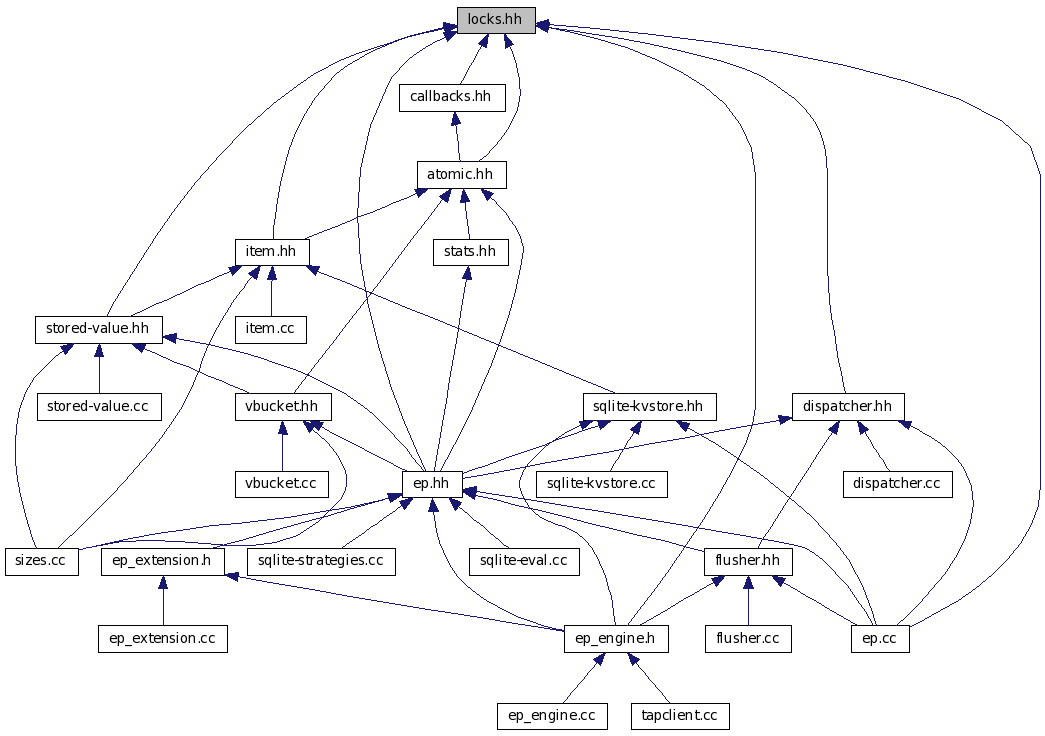 locks.hh
callbacks.hh
atomic.hh
item.hh
stats.hh
stored-value.hh
item.cc
stored-value.cc
vbucket.hh
sqlite-kvstore.hh
dispatcher.hh
vbucket.cc
ep.hh
sqlite-kvstore.cc
dispatcher.cc
sizes.cc
ep_extension.h
sqlite-strategies.cc
sqlite-eval.cc
flusher.hh
ep_extension.cc
ep_engine.h
flusher.cc
ep.cc
ep_engine.cc
tapclient.cc